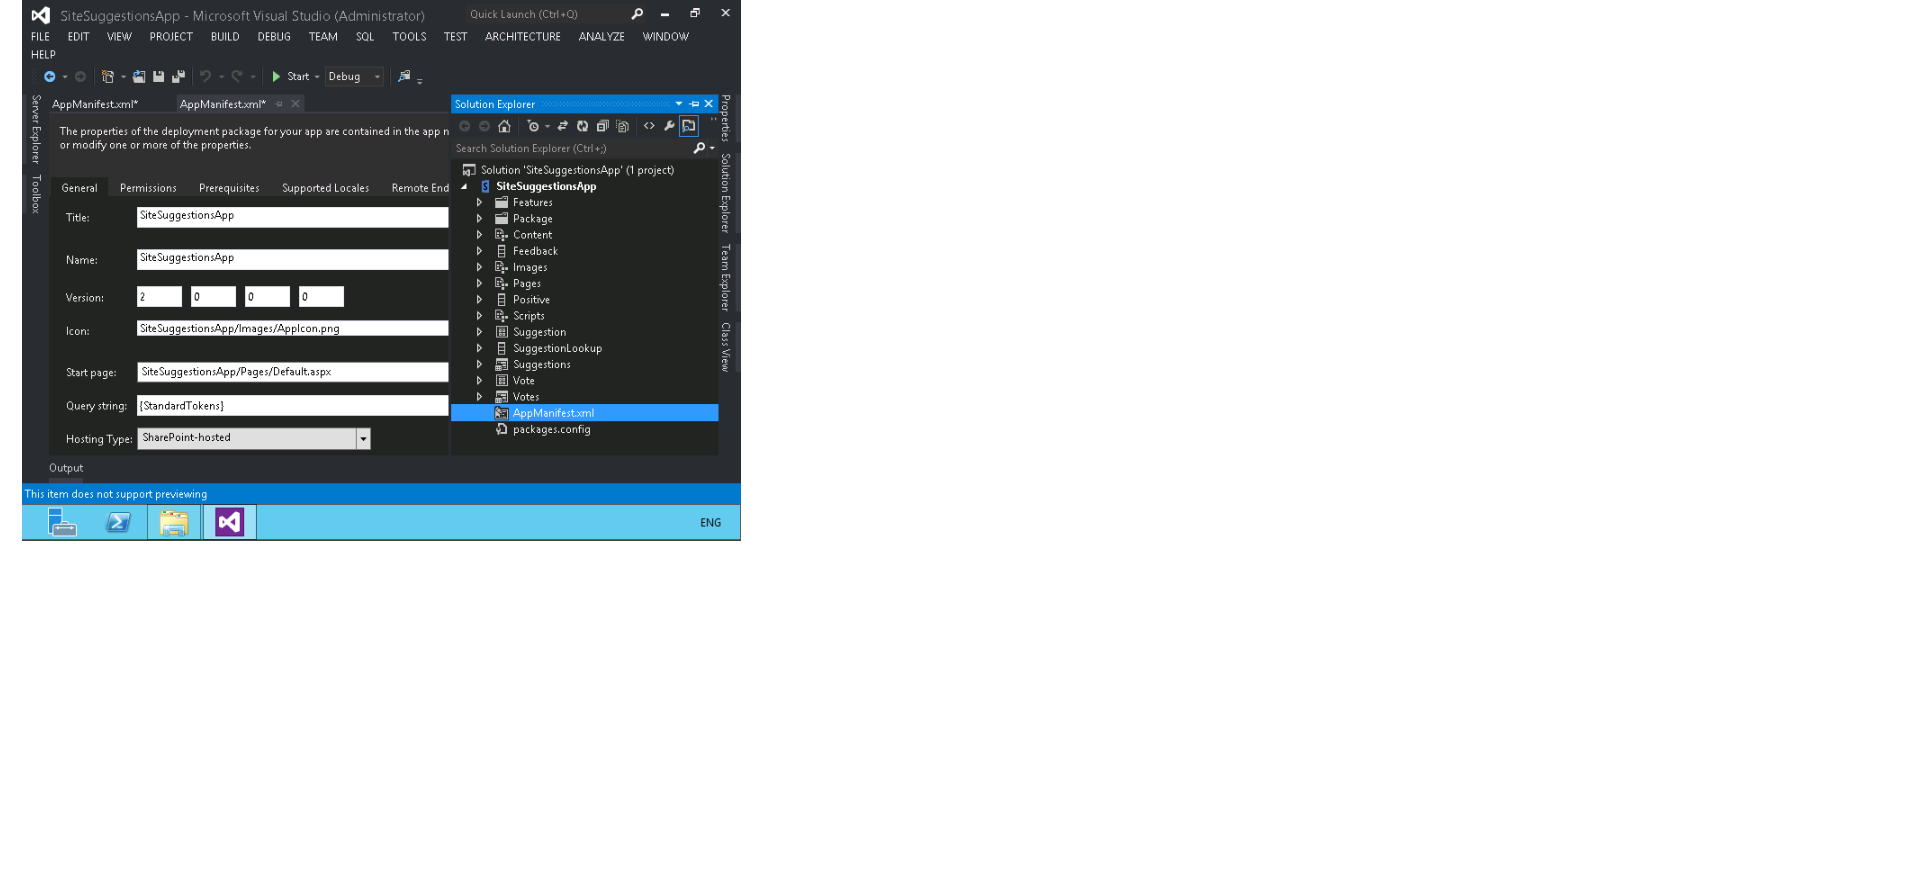 SiteSuggestionsApp - Microsoft Visual Studio (Administrator)
Quick Launch (Ctrl+Q)
FILE EDIT VIEW PROJECT BUILD DEBUG TEAM SQL TOOLS TEST ARCHITECTURE ANALYZE WINDOW
HELP
Start Debug
Server Explorer
Toolbox
AppManifest.xml*
AppManifest.xml*
The properties of the deployment package for your app are contained in the app n
or modify one or more of the properties.
General Permissions Prerequisites Supported Locales Remote End
Title: SiteSuggestionsApp
Name: SiteSuggestionsApp
Version: 2 0 0 0
Icon: SiteSuggestionsApp/Images/AppIcon.png
Start page: SiteSuggestionsApp/Pages/Default.aspx
Query string: {StandardTokens}
Hosting Type: SharePoint-hosted
Output
Solution Explorer
Search Solution Explorer (Ctrl+;)
Solution 'SiteSuggestionsApp' (1 project)
SiteSuggestionsApp
Features
Package
Content
Feedback
Images
Pages
Positive
Scripts
Suggestion
SuggestionLookup
Suggestions
Vote
Votes
AppManifest.xml
packages.config
Properties
Solution Explorer
Team Explorer
Class View
This item does not support previewing
ENG